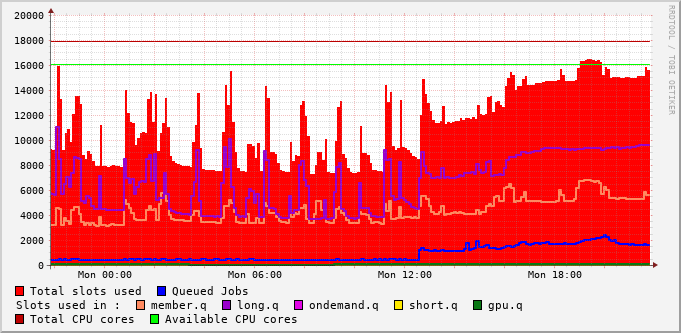 20000
18000
16000
14000
12000
10000
8000
6000
4000
2000
0
Mon 00:00 Mon 06:00 Mon 12:00 Mon 18:00
RRDTOOL / TOBI OETIKER
Total slots used Queued Jobs
Slots used in : member.q long.q ondemand.q short.q gpu.q
Total CPU cores Available CPU cores